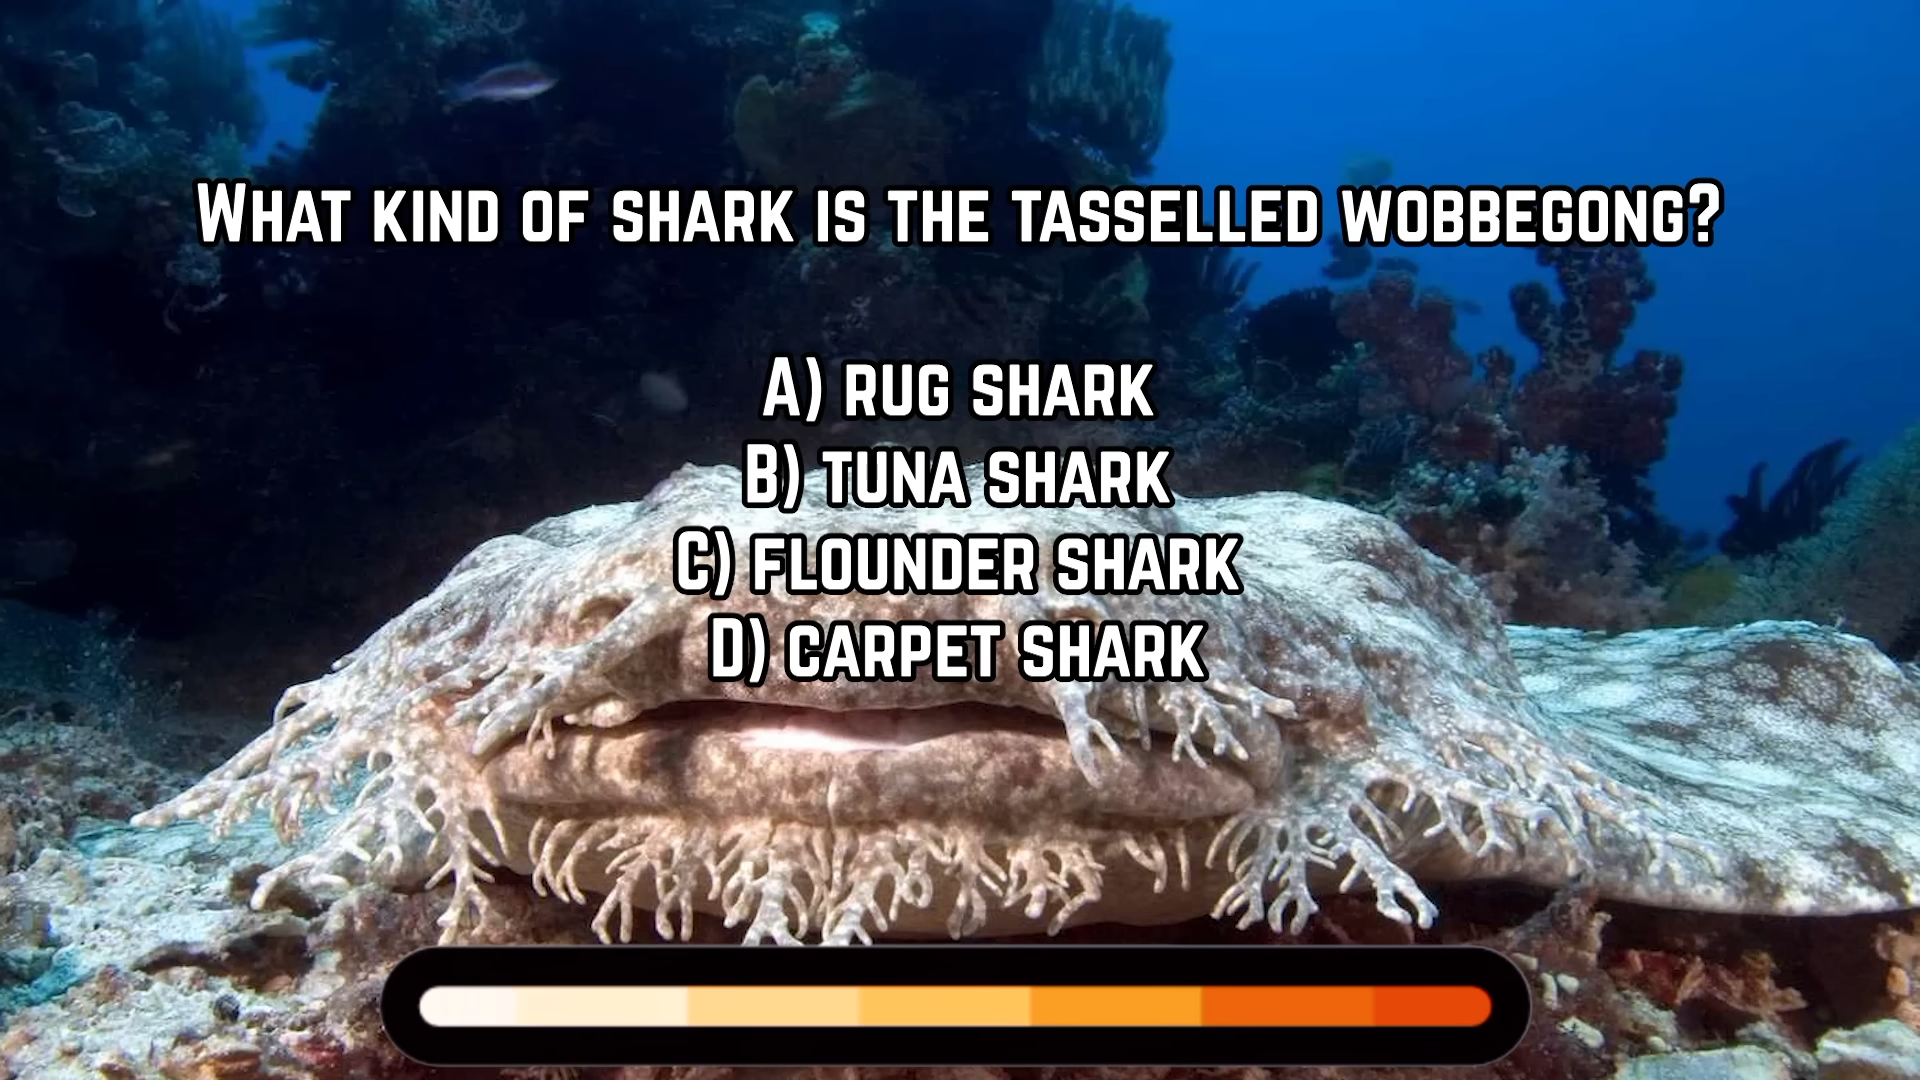 What kind of shark is the tasselled wobbegong?
A) rug shark
B) tuna shark
C) flounder shark
D) carpet shark